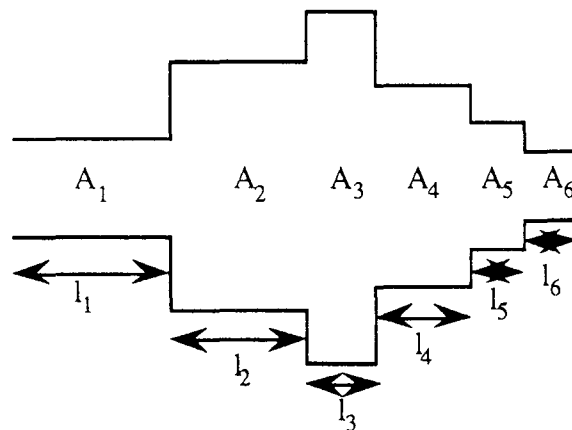 A₁ A₂ A₃ A₄ A₅ A₆
l₁ l₂ l₃ l₄ l₅ l₆